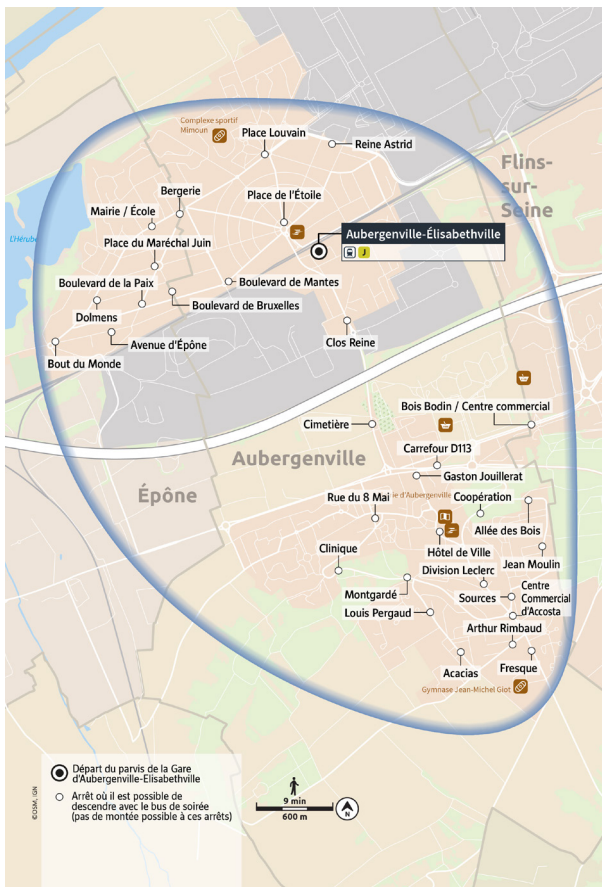 Complexe sportif
Mimoun
Place Louvain
Reine Astrid
Flins-
sur-
Seine
Bergerie
Place de l'Étoile
Mairie / École
Aubergenville-Élisabethville
J
L'Hérubé
Place du Maréchal Juin
Boulevard de la Paix
Boulevard de Mantes
Dolmens
Boulevard de Bruxelles
Avenue d'Épône
Clos Reine
Bout du Monde
Bois Bodin / Centre commercial
Cimetière
Aubergenville
Carrefour D113
Gaston Jouillerat
Épône
Rue du 8 Mai
ie d'Aubergenville
Coopération
Allée des Bois
Hôtel de Ville
Clinique
Division Leclerc
Jean Moulin
Montgardé
Sources
Centre
Commercial
d'Accosta
Louis Pergaud
Arthur Rimbaud
Acacias
Fresque
Gymnase Jean-Michel Giot
Départ du parvis de la Gare
d'Aubergenville-Elisabethville
Arrêt où il est possible de
descendre avec le bus de soirée
(pas de montée possible à ces arrêts)
9 min
600 m
N
©OSM, IGN